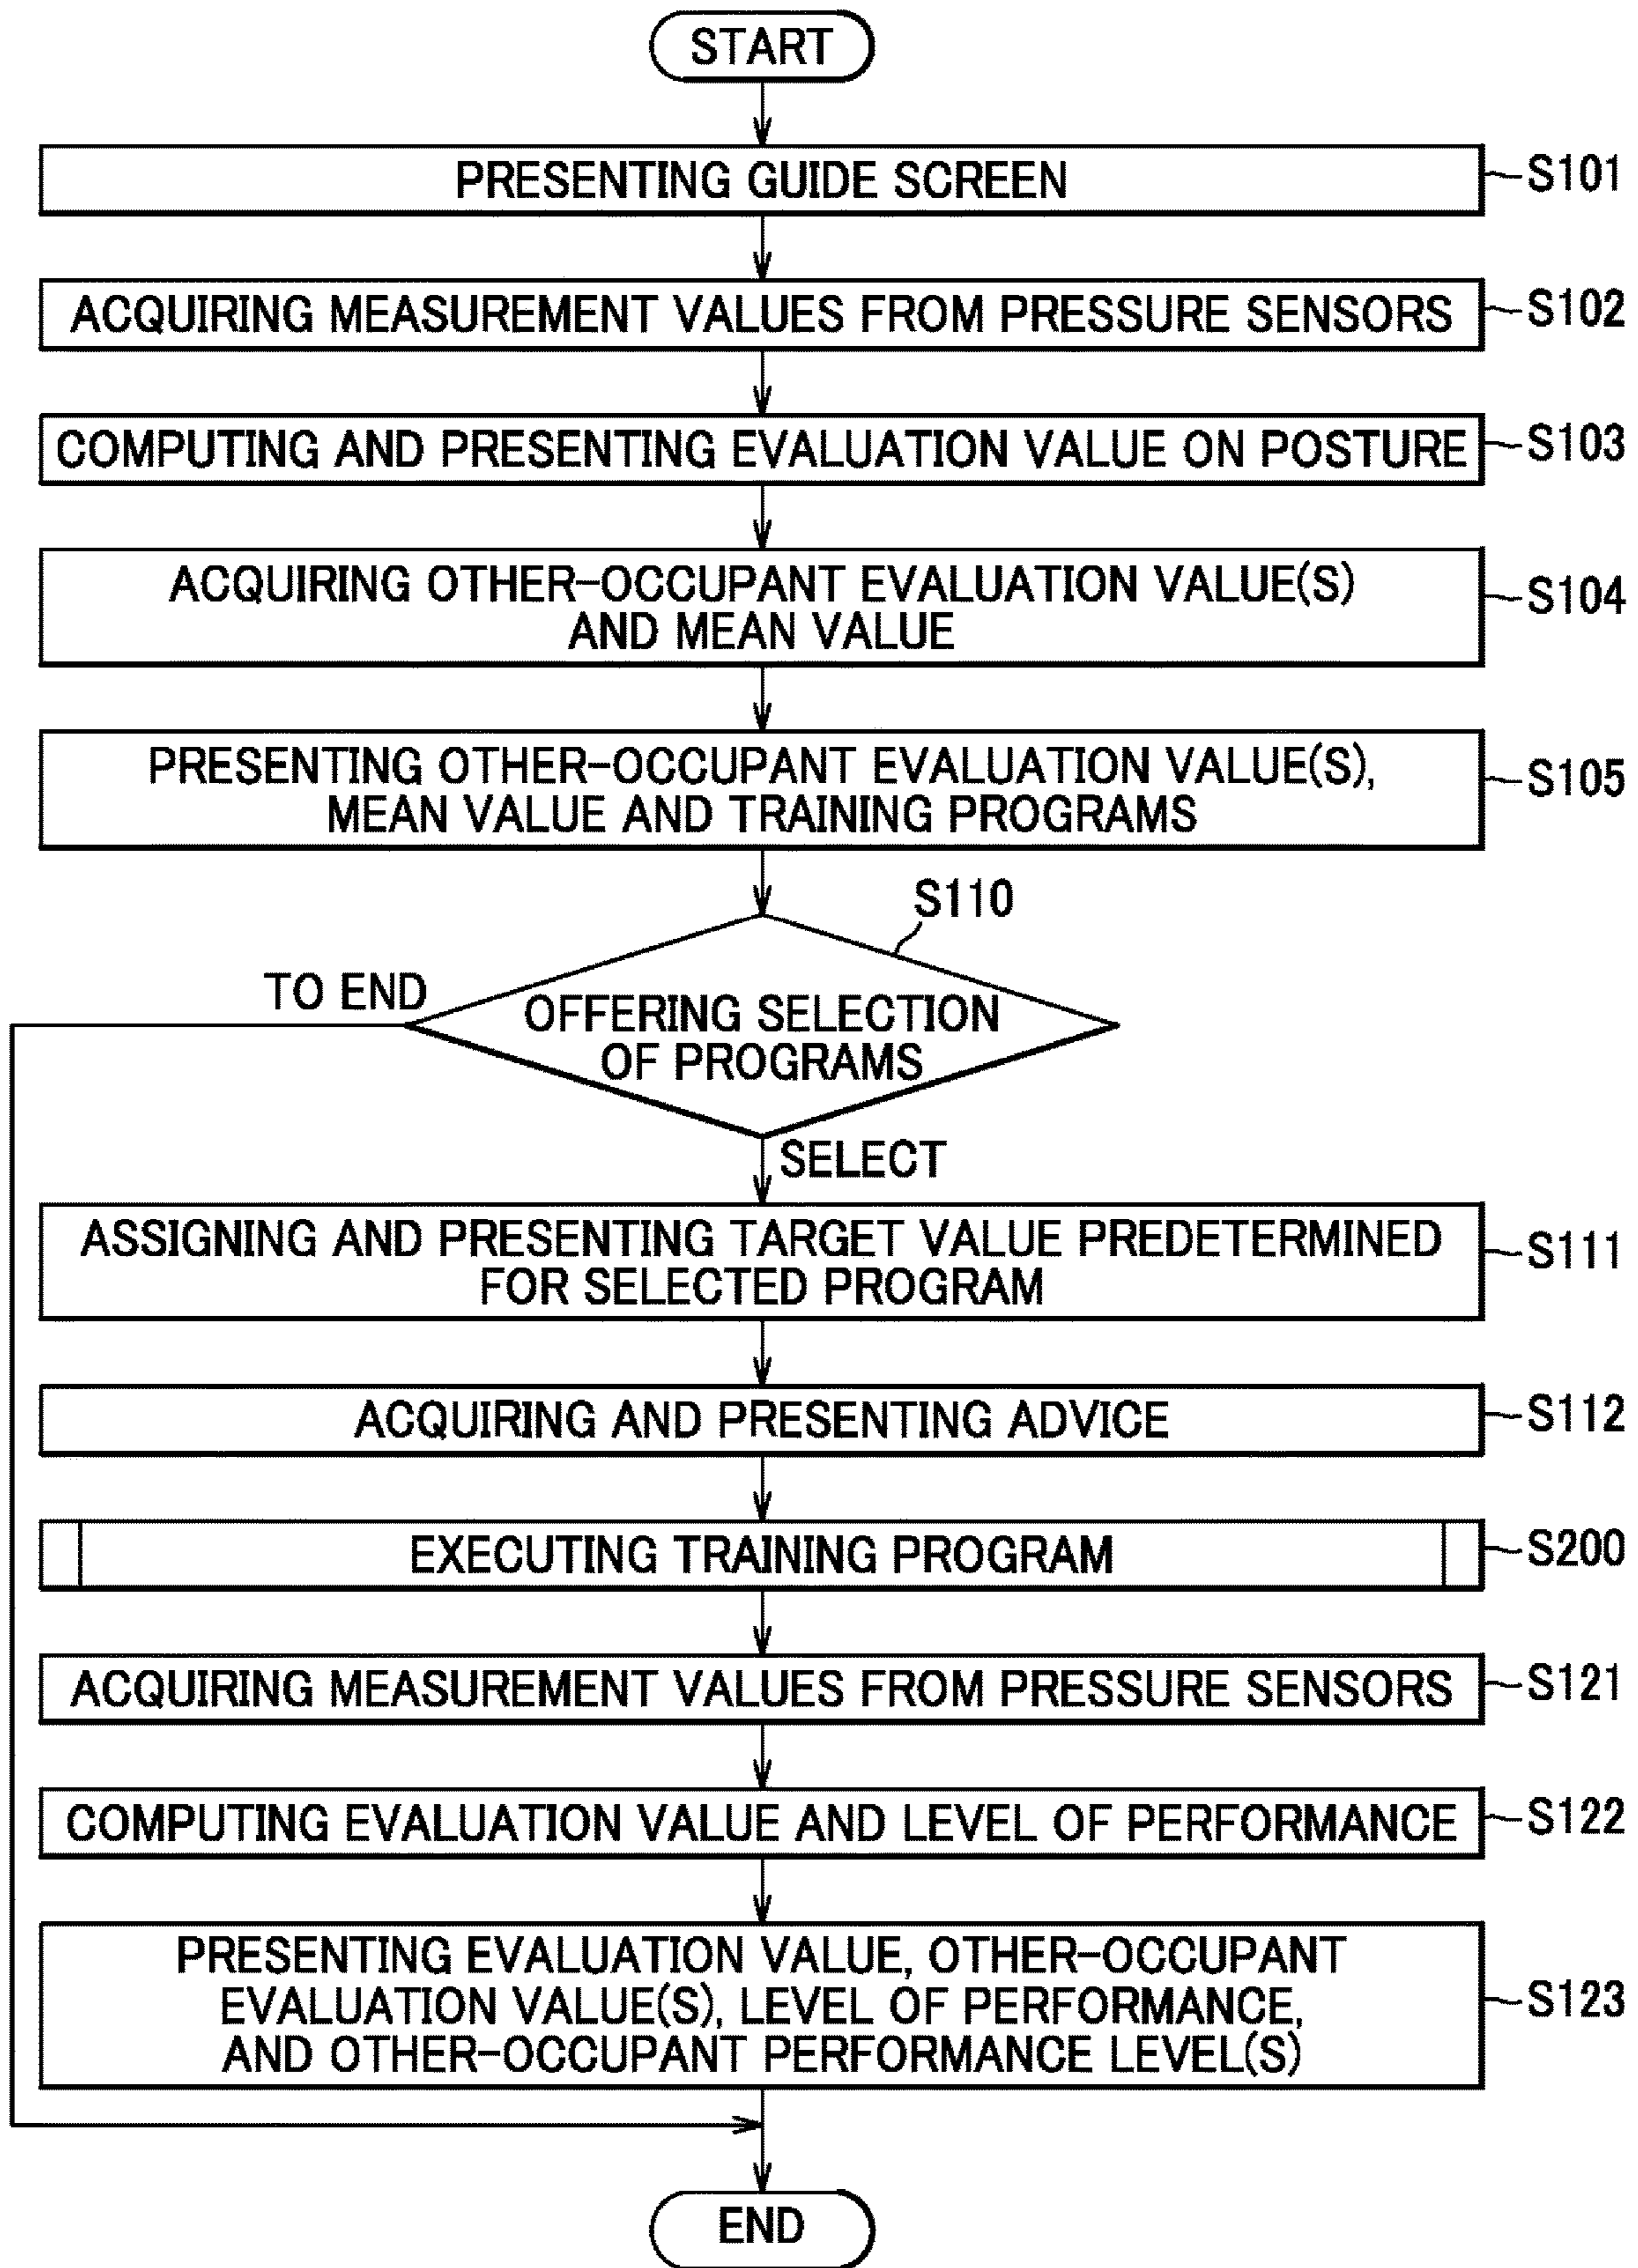 START
PRESENTING GUIDE SCREEN
S101
ACQUIRING MEASUREMENT VALUES FROM PRESSURE SENSORS
S102
COMPUTING AND PRESENTING EVALUATION VALUE ON POSTURE
S103
ACQUIRING OTHER-OCCUPANT EVALUATION VALUE(S)
AND MEAN VALUE
S104
PRESENTING OTHER-OCCUPANT EVALUATION VALUE(S),
MEAN VALUE AND TRAINING PROGRAMS
S105
S110
TO END
OFFERING SELECTION
OF PROGRAMS
SELECT
ASSIGNING AND PRESENTING TARGET VALUE PREDETERMINED
FOR SELECTED PROGRAM
S111
ACQUIRING AND PRESENTING ADVICE
S112
EXECUTING TRAINING PROGRAM
S200
ACQUIRING MEASUREMENT VALUES FROM PRESSURE SENSORS
S121
COMPUTING EVALUATION VALUE AND LEVEL OF PERFORMANCE
S122
PRESENTING EVALUATION VALUE, OTHER-OCCUPANT
EVALUATION VALUE(S), LEVEL OF PERFORMANCE,
AND OTHER-OCCUPANT PERFORMANCE LEVEL(S)
S123
END